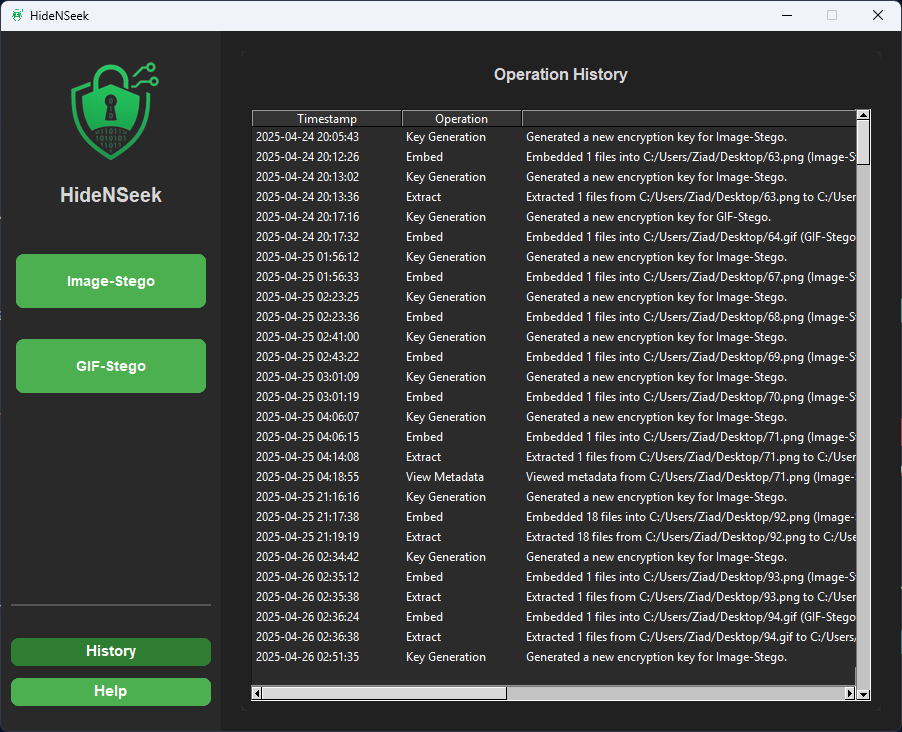 HideNSeek
HideNSeek
Image-Stego
GIF-Stego
History
Help
Operation History
Timestamp Operation
2025-04-24 20:05:43 Key Generation Generated a new encryption key for Image-Stego.
2025-04-24 20:12:26 Embed Embedded 1 files into C:/Users/Ziad/Desktop/63.png (Image-S
2025-04-24 20:13:02 Key Generation Generated a new encryption key for Image-Stego.
2025-04-24 20:13:36 Extract Extracted 1 files from C:/Users/Ziad/Desktop/63.png to C:/User
2025-04-24 20:17:16 Key Generation Generated a new encryption key for GIF-Stego.
2025-04-24 20:17:32 Embed Embedded 1 files into C:/Users/Ziad/Desktop/64.gif (GIF-Stego
2025-04-25 01:56:12 Key Generation Generated a new encryption key for Image-Stego.
2025-04-25 01:56:33 Embed Embedded 1 files into C:/Users/Ziad/Desktop/67.png (Image-S
2025-04-25 02:23:25 Key Generation Generated a new encryption key for Image-Stego.
2025-04-25 02:23:36 Embed Embedded 1 files into C:/Users/Ziad/Desktop/68.png (Image-S
2025-04-25 02:41:00 Key Generation Generated a new encryption key for Image-Stego.
2025-04-25 02:43:22 Embed Embedded 1 files into C:/Users/Ziad/Desktop/69.png (Image-S
2025-04-25 03:01:09 Key Generation Generated a new encryption key for Image-Stego.
2025-04-25 03:01:19 Embed Embedded 1 files into C:/Users/Ziad/Desktop/70.png (Image-S
2025-04-25 04:06:07 Key Generation Generated a new encryption key for Image-Stego.
2025-04-25 04:06:15 Embed Embedded 1 files into C:/Users/Ziad/Desktop/71.png (Image-S
2025-04-25 04:14:08 Extract Extracted 1 files from C:/Users/Ziad/Desktop/71.png to C:/User
2025-04-25 04:18:55 View Metadata Viewed metadata from C:/Users/Ziad/Desktop/71.png (Image-
2025-04-25 21:16:16 Key Generation Generated a new encryption key for Image-Stego.
2025-04-25 21:17:38 Embed Embedded 18 files into C:/Users/Ziad/Desktop/92.png (Image-
2025-04-25 21:19:19 Extract Extracted 18 files from C:/Users/Ziad/Desktop/92.png to C:/Use
2025-04-26 02:34:42 Key Generation Generated a new encryption key for Image-Stego.
2025-04-26 02:35:12 Embed Embedded 1 files into C:/Users/Ziad/Desktop/93.png (Image-S
2025-04-26 02:35:38 Extract Extracted 1 files from C:/Users/Ziad/Desktop/93.png to C:/User
2025-04-26 02:36:24 Embed Embedded 1 files into C:/Users/Ziad/Desktop/94.gif (GIF-Stego
2025-04-26 02:36:38 Extract Extracted 1 files from C:/Users/Ziad/Desktop/94.gif to C:/Users/
2025-04-26 02:51:35 Key Generation Generated a new encryption key for Image-Stego.